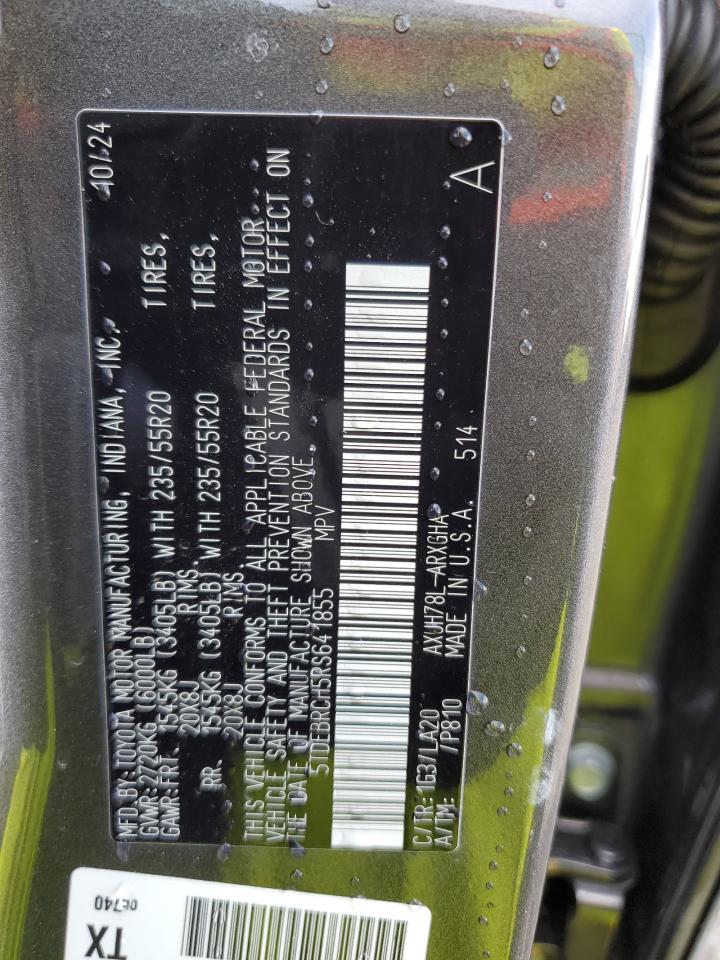 MFD.BY:TOYOTA MOTOR MANUFACTURING, INDIANA, INC. 10/24
GVWR:2720KG (6000LB)
GAWR:FRT. 1545KG (3405LB) WITH 235/55R20 TIRES,
20X8J RIMS,
RR. 1545KG (3405LB) WITH 235/55R20 TIRES,
20X8J RIMS
THIS VEHICLE CONFORMS TO ALL APPLICABLE FEDERAL MOTOR
VEHICLE SAFETY AND THEFT PREVENTION STANDARDS IN EFFECT ON
THE DATE OF MANUFACTURE SHOWN ABOVE.
5TDEBRCH5RS641855 MPV
C/TR:1G3/LA20 AXUH78L-ARXGHA A
A/TM: /P810 MADE IN U.S.A. 514
TX